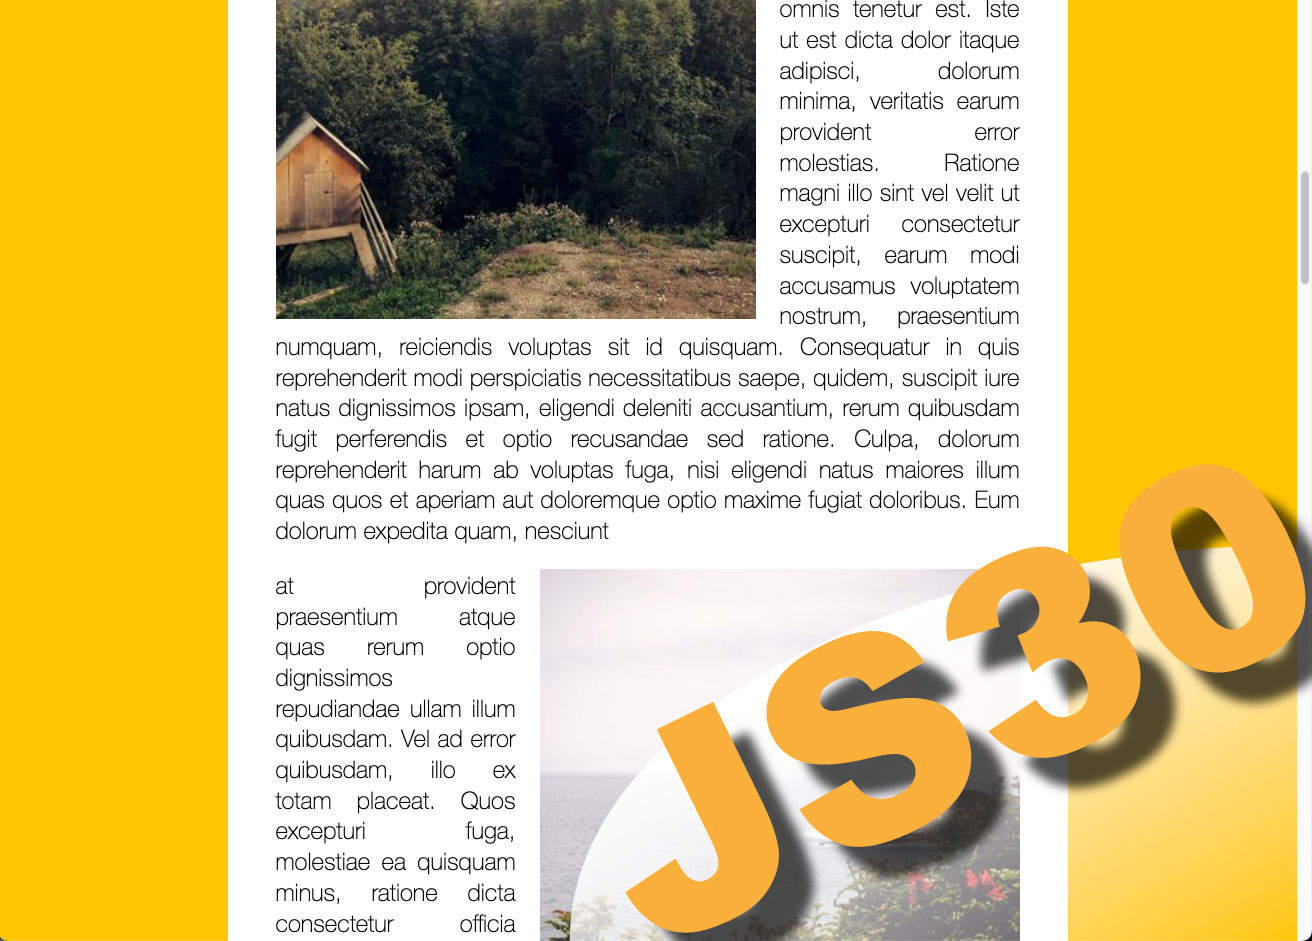 omnis tenetur est. Iste
ut est dicta dolor itaque
adipisci, dolorum
minima, veritatis earum
provident error
molestias. Ratione
magni illo sint vel velit ut
excepturi consectetur
suscipit, earum modi
accusamus voluptatem
nostrum, praesentium
numquam, reiciendis voluptas sit id quisquam. Consequatur in quis
reprehenderit modi perspiciatis necessitatibus saepe, quidem, suscipit iure
natus dignissimos ipsam, eligendi deleniti accusantium, rerum quibusdam
fugit perferendis et optio recusandae sed ratione. Culpa, dolorum
reprehenderit harum ab voluptas fuga, nisi eligendi natus maiores illum
quas quos et aperiam aut doloremque optio maxime fugiat doloribus. Eum
dolorum expedita quam, nesciunt
at provident
praesentium atque
quas rerum optio
dignissimos
repudiandae ullam illum
quibusdam. Vel ad error
quibusdam, illo ex
totam placeat. Quos
excepturi fuga,
molestiae ea quisquam
minus, ratione dicta
consectetur officia
JS30